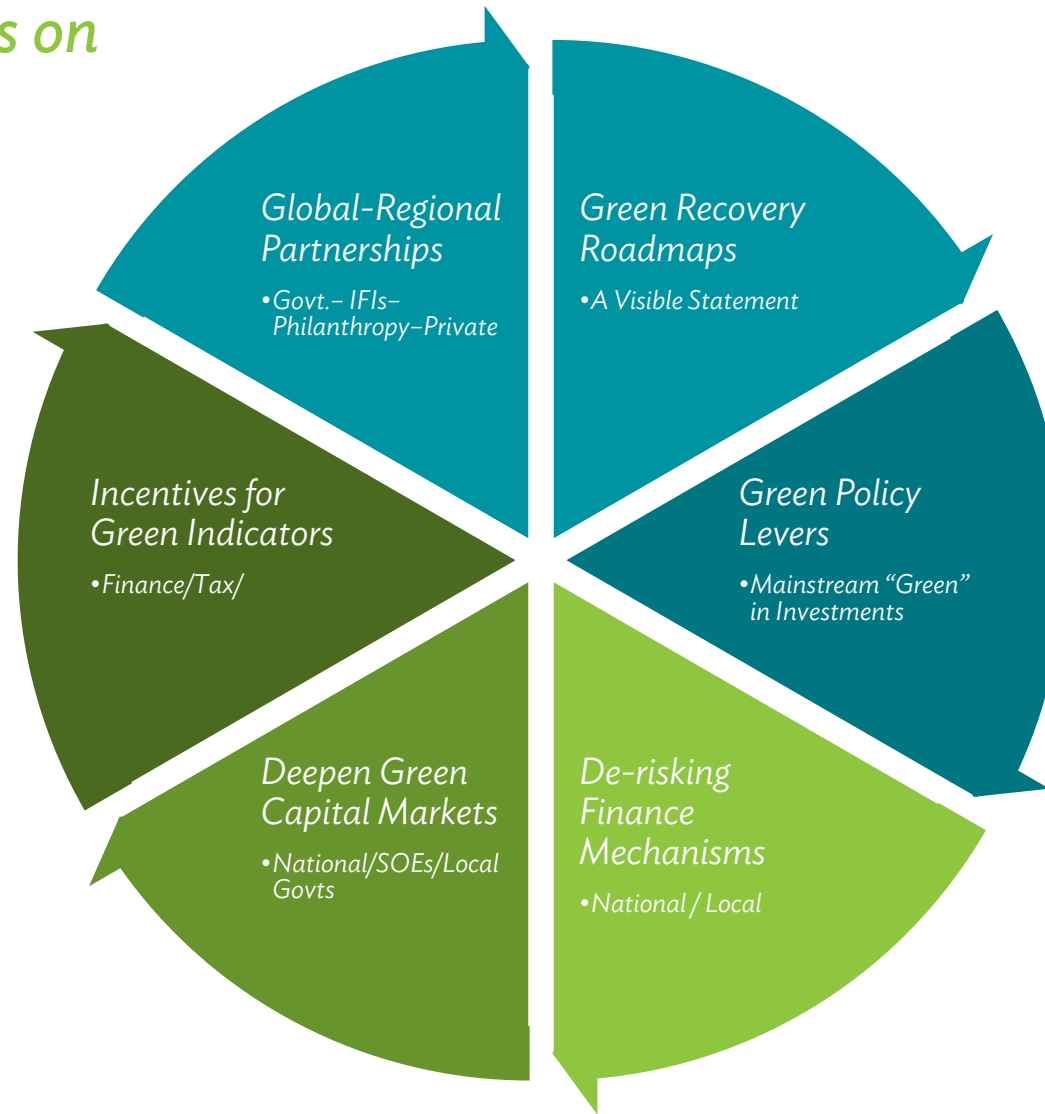 s on
Global-Regional
Partnerships
•Govt.– IFIs–
Philanthropy–Private
Green Recovery
Roadmaps
•A Visible Statement
Green Policy
Levers
•Mainstream “Green”
in Investments
De-risking
Finance
Mechanisms
•National / Local
Deepen Green
Capital Markets
•National/SOEs/Local
Govts
Incentives for
Green Indicators
•Finance/Tax/